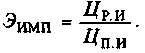 Э_ИМП = Ц_Р.И / Ц_П.И.